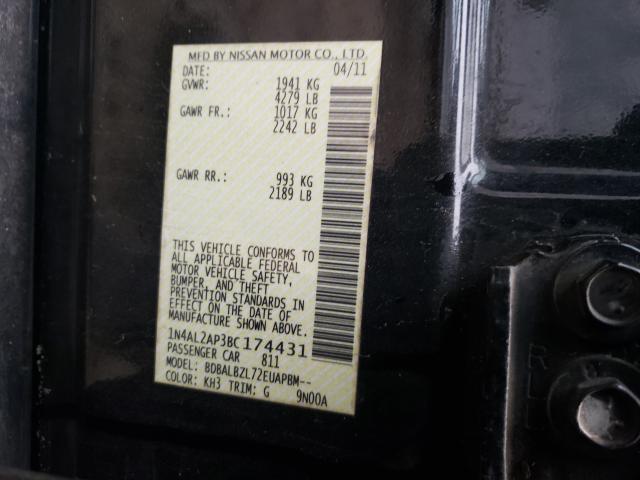 MFD BY NISSAN MOTOR CO., LTD.
DATE: 04/11
GVWR: 1941 KG
4279 LB
GAWR FR.: 1017 KG
2242 LB
GAWR RR.: 993 KG
2189 LB
THIS VEHICLE CONFORMS TO
ALL APPLICABLE FEDERAL
MOTOR VEHICLE SAFETY,
BUMPER, AND THEFT
PREVENTION STANDARDS IN
EFFECT ON THE DATE OF
MANUFACTURE SHOWN ABOVE.
1N4AL2AP3BC174431
PASSENGER CAR 811
MODEL: BDBALBZL72EUAPBM--
COLOR: KH3 TRIM: G 9N00A